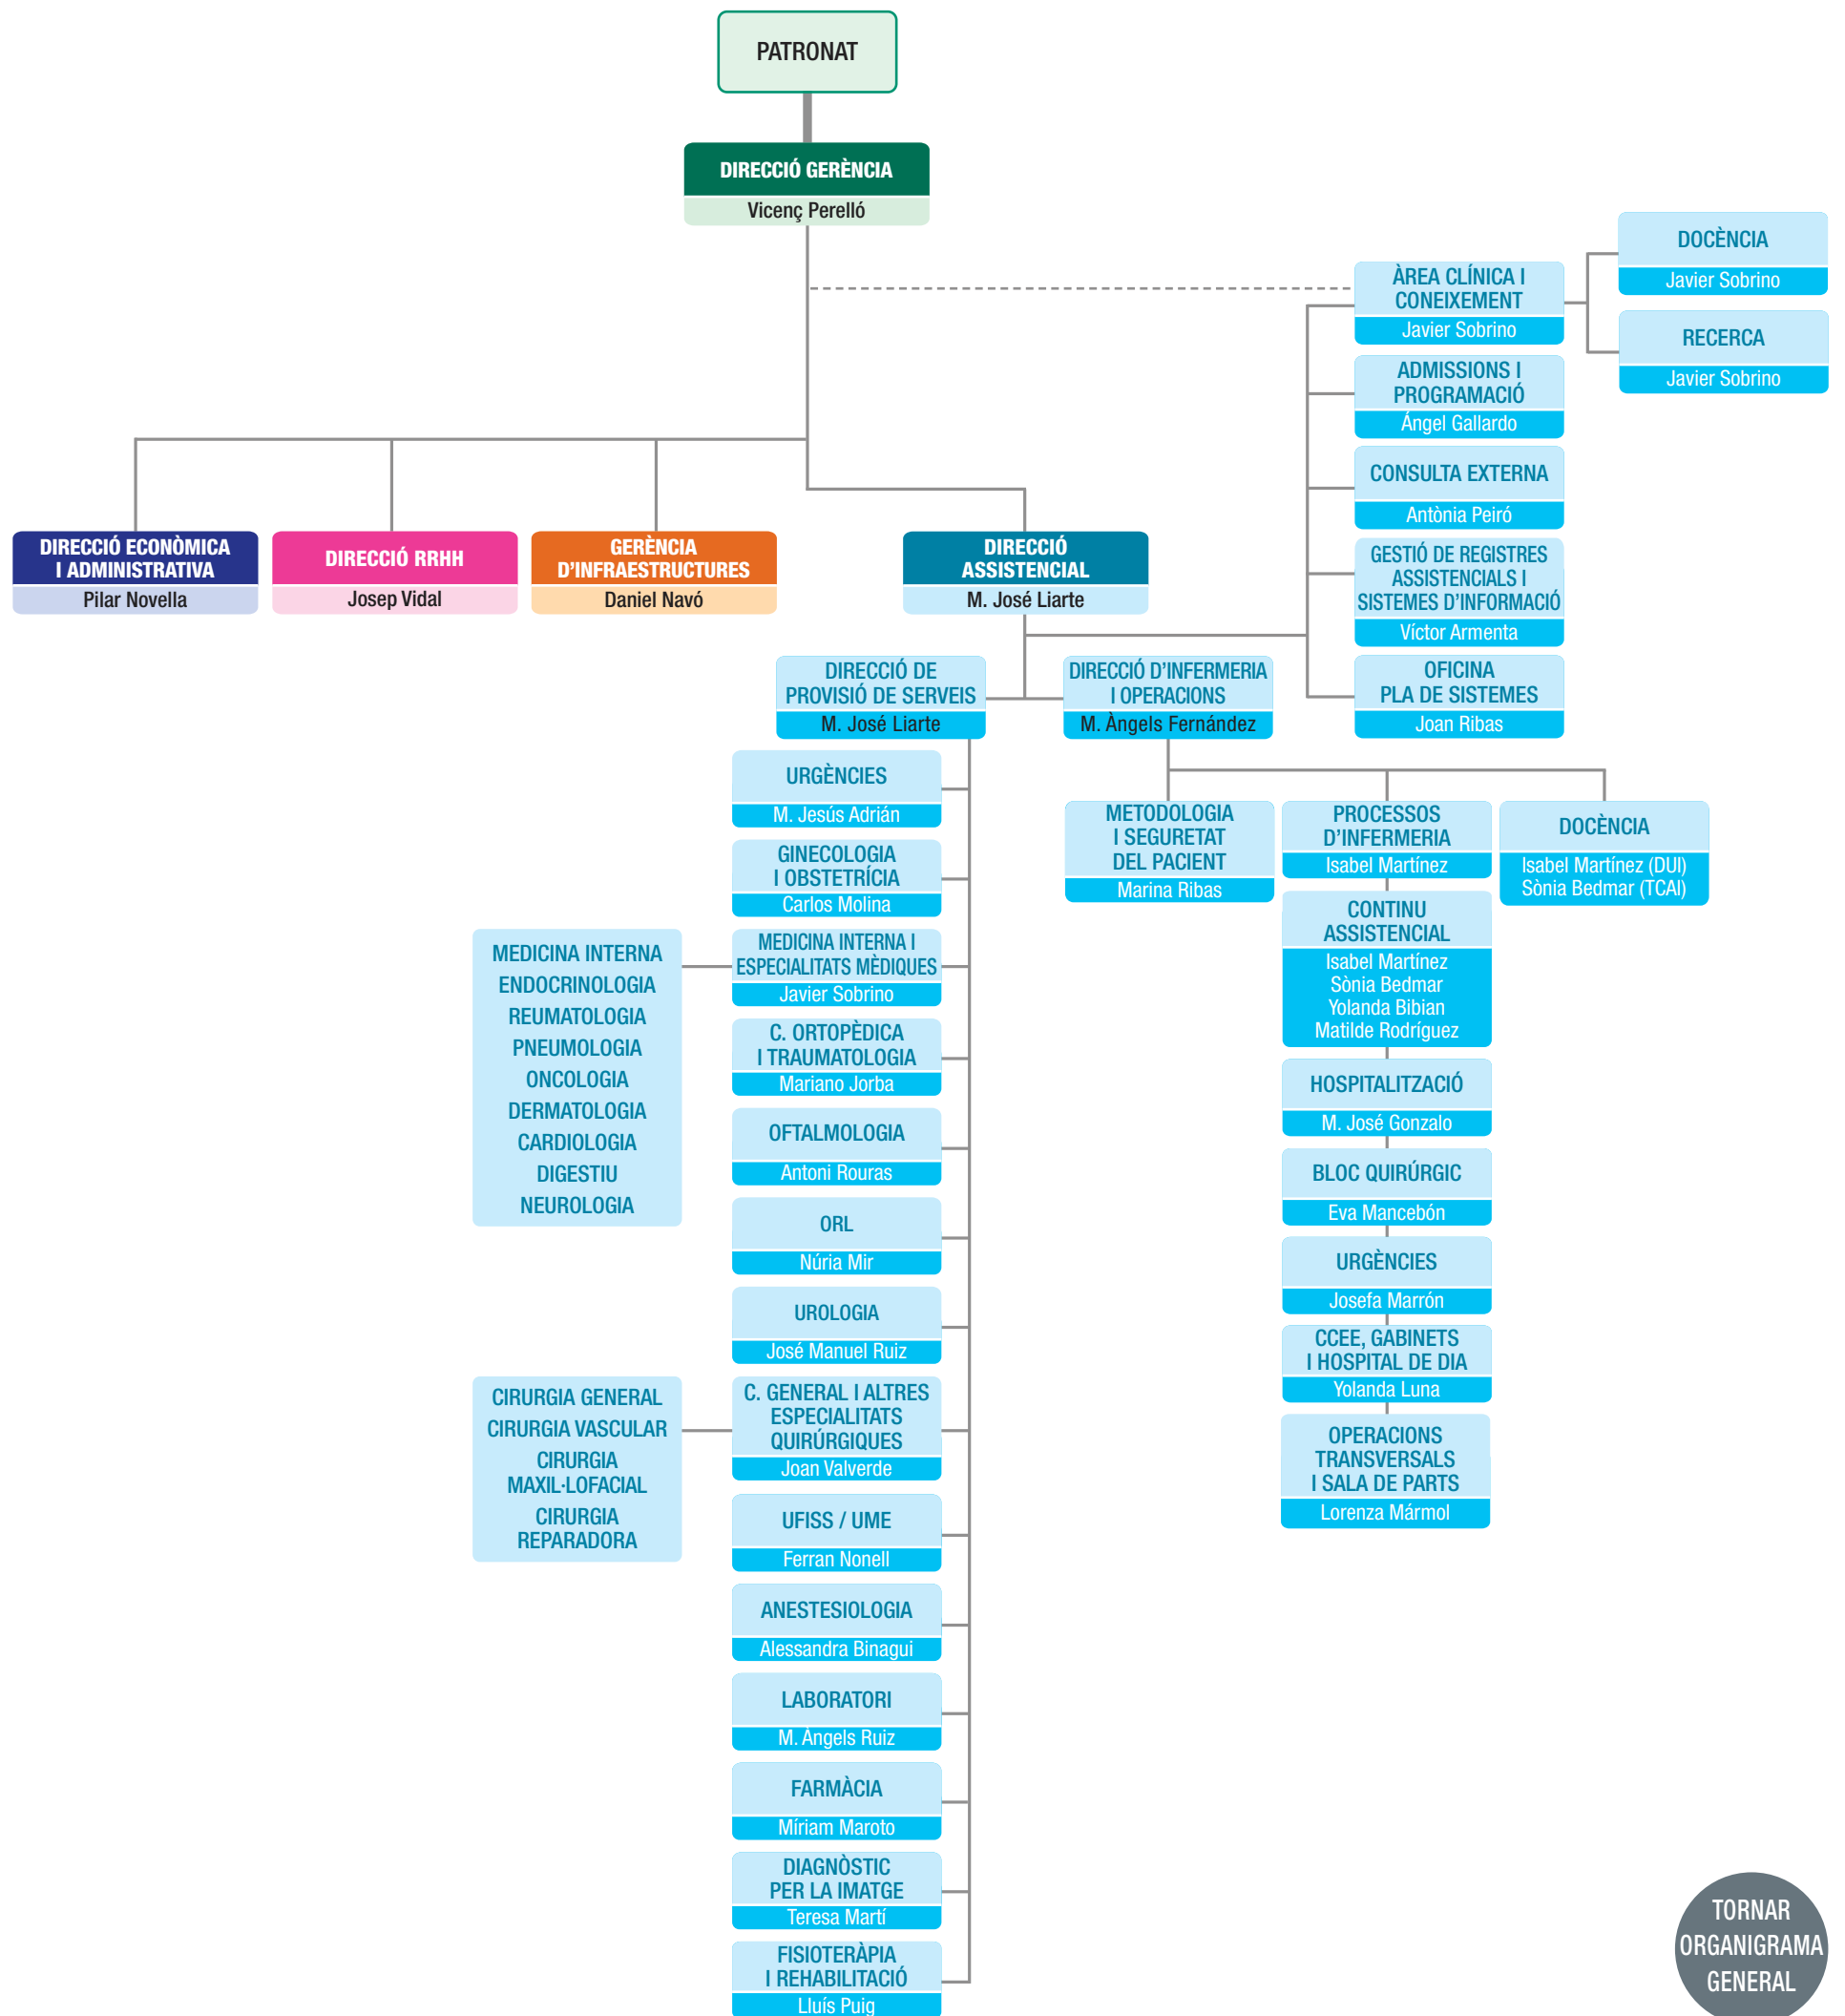 PATRONAT
DIRECCIÓ GERÈNCIA
Vicenç Perelló
DOCÈNCIA
Javier Sobrino
RECERCA
Javier Sobrino
ÀREA CLÍNICA I
CONEIXEMENT
Javier Sobrino
ADMISSIONS I
PROGRAMACIÓ
Ángel Gallardo
CONSULTA EXTERNA
Antònia Peiró
GESTIÓ DE REGISTRES
ASSISTENCIALS I
SISTEMES D'INFORMACIÓ
Víctor Armenta
OFICINA
PLA DE SISTEMES
Joan Ribas
DIRECCIÓ ECONÒMICA
I ADMINISTRATIVA
Pilar Novella
DIRECCIÓ RRHH
Josep Vidal
GERÈNCIA
D'INFRAESTRUCTURES
Daniel Navó
DIRECCIÓ
ASSISTENCIAL
M. José Liarte
DIRECCIÓ DE
PROVISIÓ DE SERVEIS
M. José Liarte
DIRECCIÓ D'INFERMERIA
I OPERACIONS
M. Àngels Fernández
URGÈNCIES
M. Jesús Adrián
GINECOLOGIA
I OBSTETRÍCIA
Carlos Molina
MEDICINA INTERNA I
ESPECIALITATS MÈDIQUES
Javier Sobrino
MEDICINA INTERNA
ENDOCRINOLOGIA
REUMATOLOGIA
PNEUMOLOGIA
ONCOLOGIA
DERMATOLOGIA
CARDIOLOGIA
DIGESTIU
NEUROLOGIA
C. ORTOPÈDICA
I TRAUMATOLOGIA
Mariano Jorba
OFTALMOLOGIA
Antoni Rouras
ORL
Núria Mir
UROLOGIA
José Manuel Ruiz
C. GENERAL I ALTRES
ESPECIALITATS
QUIRÚRGIQUES
Joan Valverde
CIRURGIA GENERAL
CIRURGIA VASCULAR
CIRURGIA
MAXIL·LOFACIAL
CIRURGIA
REPARADORA
UFISS / UME
Ferran Nonell
ANESTESIOLOGIA
Alessandra Binagui
LABORATORI
M. Àngels Ruiz
FARMÀCIA
Míriam Maroto
DIAGNÒSTIC
PER LA IMATGE
Teresa Martí
FISIOTERÀPIA
I REHABILITACIÓ
Lluís Puig
METODOLOGIA
I SEGURETAT
DEL PACIENT
Marina Ribas
PROCESSOS
D'INFERMERIA
Isabel Martínez
DOCÈNCIA
Isabel Martínez (DUI)
Sònia Bedmar (TCAI)
CONTINU
ASSISTENCIAL
Isabel Martínez
Sònia Bedmar
Yolanda Bibian
Matilde Rodríguez
HOSPITALITZACIÓ
M. José Gonzalo
BLOC QUIRÚRGIC
Eva Mancebón
URGÈNCIES
Josefa Marrón
CCEE, GABINETS
I HOSPITAL DE DIA
Yolanda Luna
OPERACIONS
TRANSVERSALS
I SALA DE PARTS
Lorenza Mármol
TORNAR
ORGANIGRAMA
GENERAL